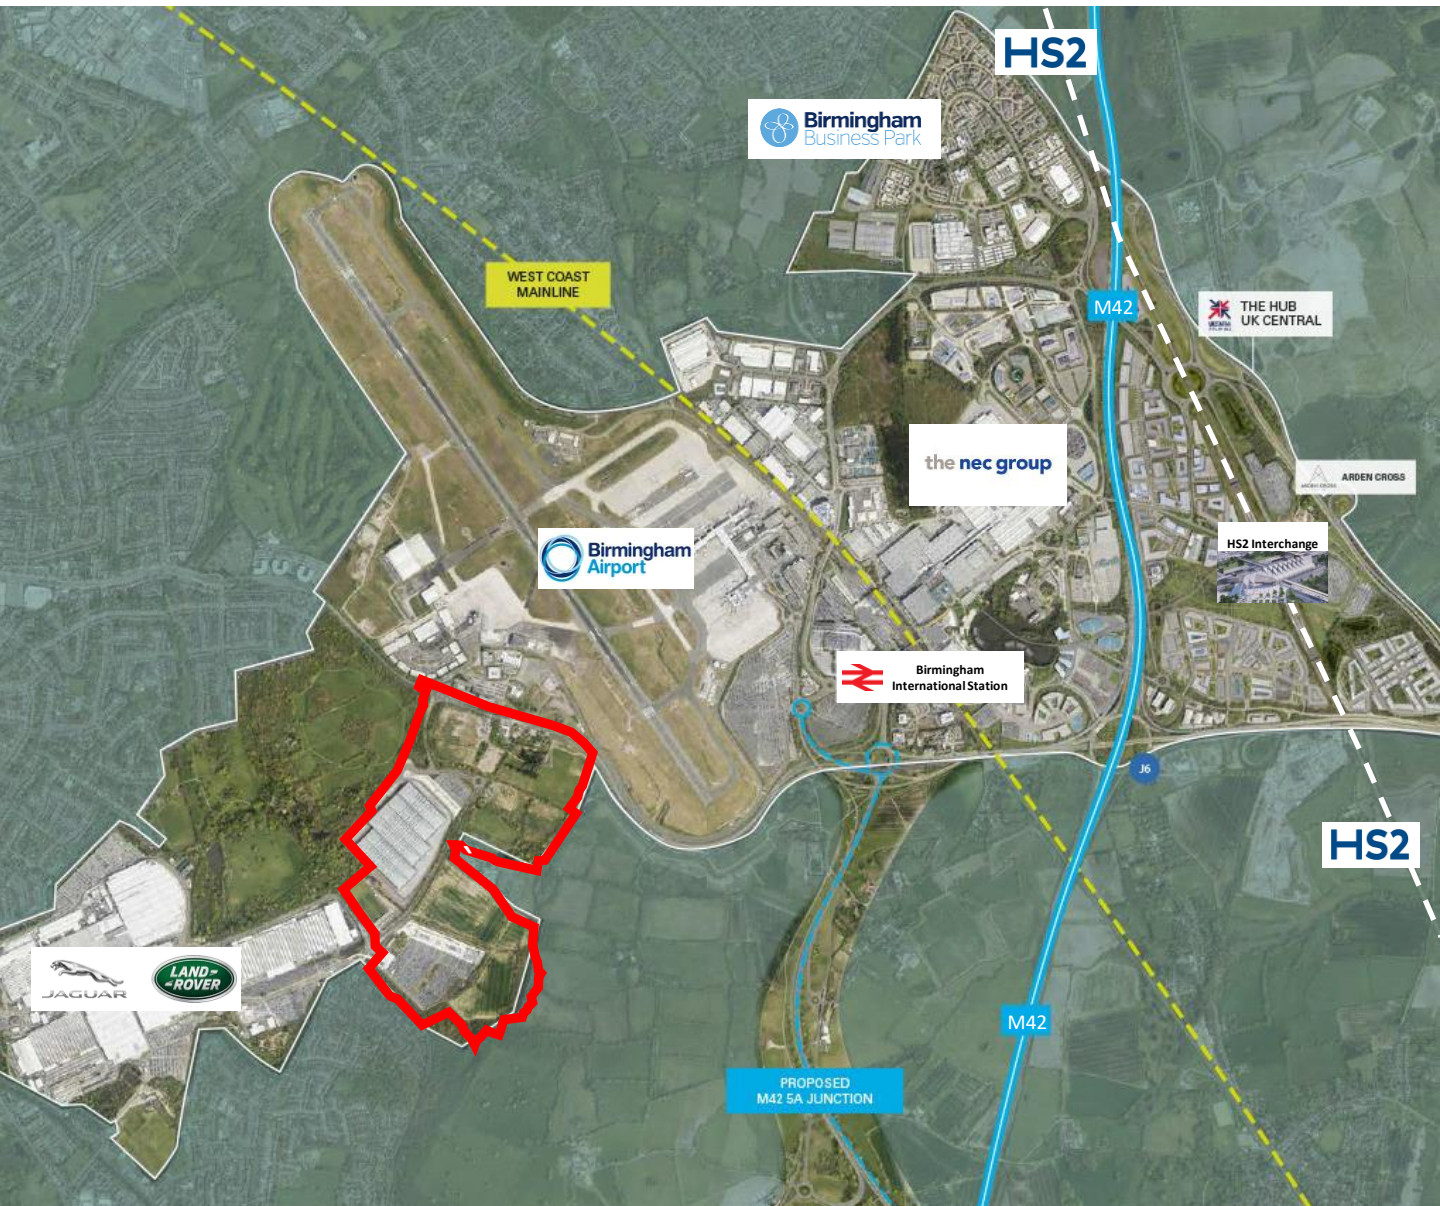 HS2
Birmingham
Business Park
WEST COAST
MAINLINE
M42
THE HUB
UK CENTRAL
the nec group
ARDEN CROSS
HS2 Interchange
Birmingham
Airport
Birmingham
International Station
J6
HS2
JAGUAR
LAND-
-ROVER
M42
PROPOSED
M42 5A JUNCTION